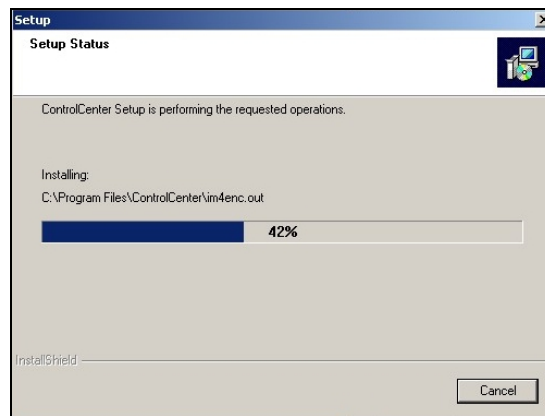 Setup
Setup Status
ControlCenter Setup is performing the requested operations.
Installing:
C:\Program Files\ControlCenter\im4enc.out
42%
InstallShield
Cancel